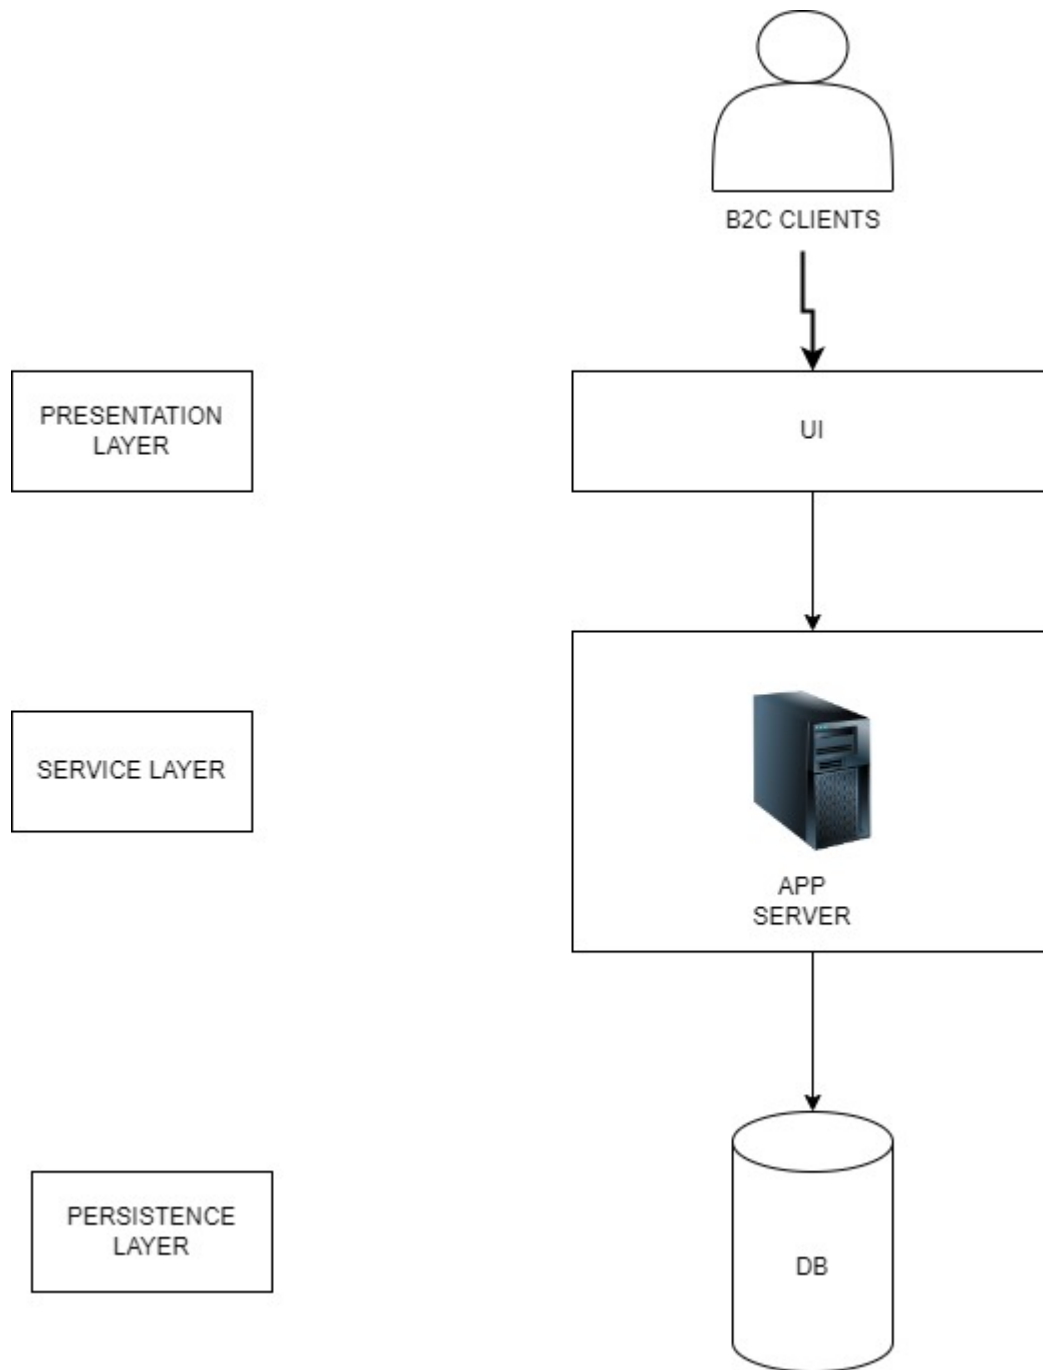 B2C CLIENTS
PRESENTATION
LAYER
UI
SERVICE LAYER
APP
SERVER
PERSISTENCE
LAYER
DB